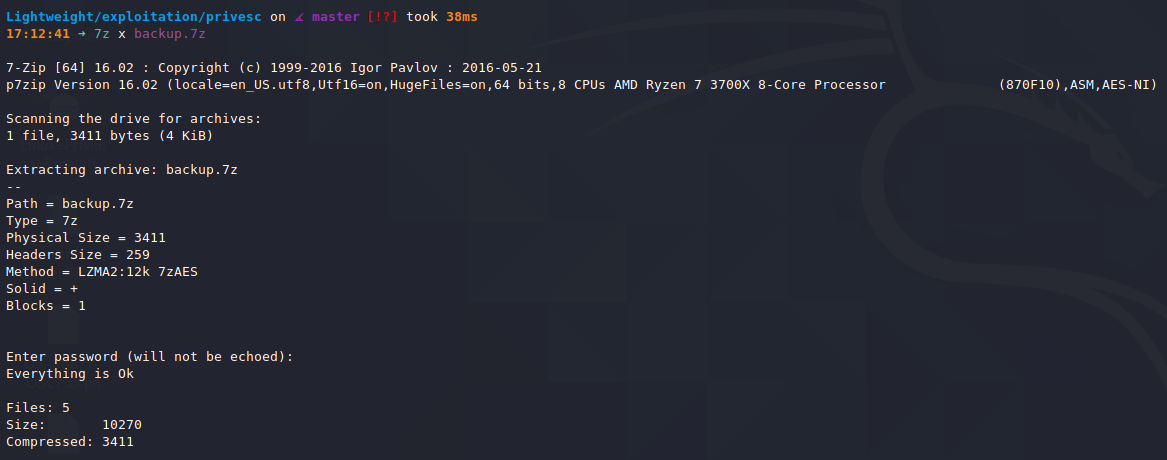 Lightweight/exploitation/privesc on master [!?] took 38ms
17:12:41 → 7z x backup.7z
7-Zip [64] 16.02 : Copyright (c) 1999-2016 Igor Pavlov : 2016-05-21
p7zip Version 16.02 (locale=en_US.utf8,Utf16=on,HugeFiles=on,64 bits,8 CPUs AMD Ryzen 7 3700X 8-Core Processor (870F10),ASM,AES-NI)
Scanning the drive for archives:
1 file, 3411 bytes (4 KiB)
Extracting archive: backup.7z
--
Path = backup.7z
Type = 7z
Physical Size = 3411
Headers Size = 259
Method = LZMA2:12k 7zAES
Solid = +
Blocks = 1
Enter password (will not be echoed):
Everything is Ok
Files: 5
Size: 10270
Compressed: 3411